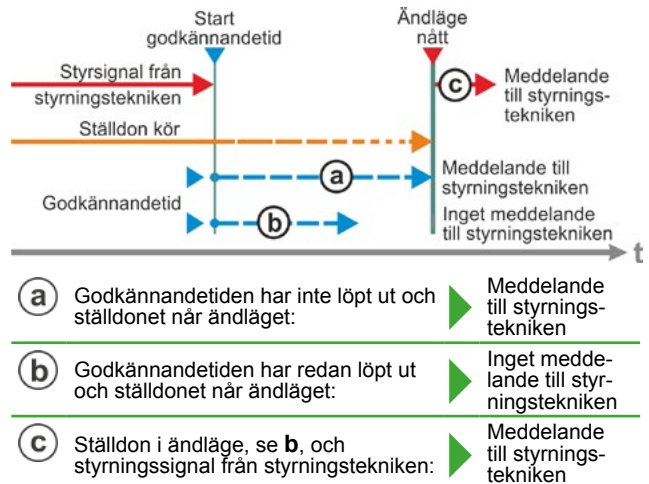 Start
godkännandetid
Ändläge
nått
Styrsignal från
styrningstekniken
c
Meddelande
till styrnings-
tekniken
Ställdon kör
a
Meddelande till
styrningstekniken
Godkännandetid
b
Inget meddelande
till styrningstekniken
t
a
Godkännandetiden har inte löpt ut och
ställdonet når ändläget:
Meddelande
till styrnings-
tekniken
b
Godkännandetiden har redan löpt ut
och ställdonet når ändläget:
Inget medde-
lande till styr-
ningstekniken
c
Ställdon i ändläge, se b, och
styrningssignal från styrningstekniken:
Meddelande
till styrnings-
tekniken